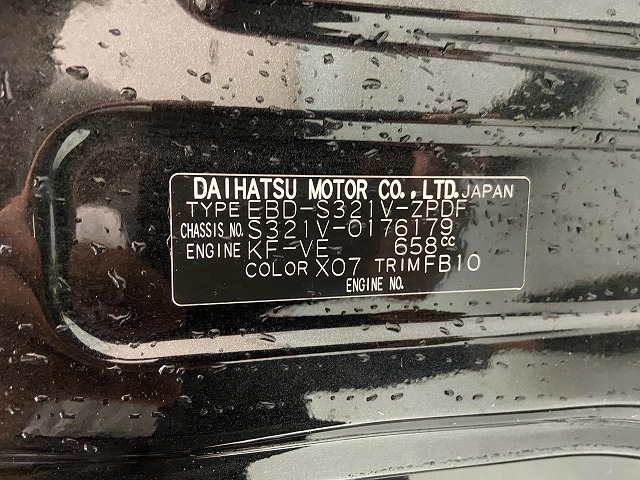 DAIHATSU MOTOR CO., LTD. JAPAN
TYPE EBD-S321V-ZPDF
CHASSIS NO. S321V-0176179
ENGINE KF-VE 658cc
COLOR X07 TRIM FB10
ENGINE NO.